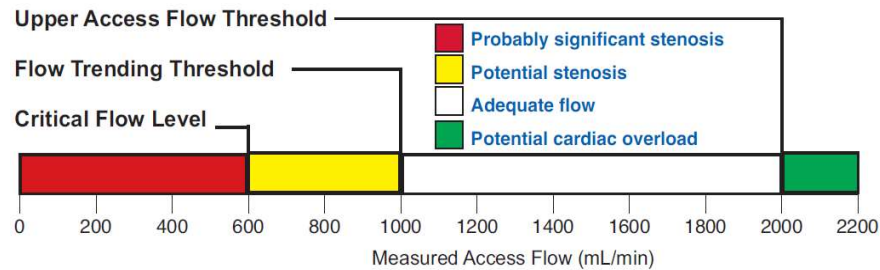 Upper Access Flow Threshold
Flow Trending Threshold
Critical Flow Level
Probably significant stenosis
Potential stenosis
Adequate flow
Potential cardiac overload
0 200 400 600 800 1000 1200 1400 1600 1800 2000 2200
Measured Access Flow (mL/min)